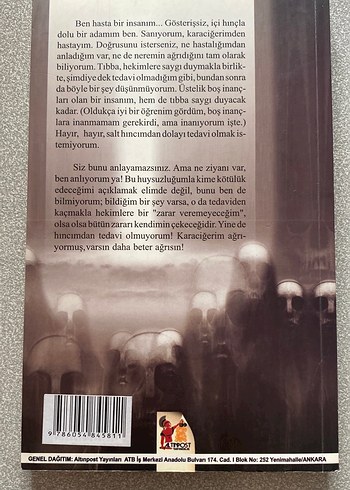 Ben hasta bir insanım... Gösterişsiz, içi hınçla
dolu bir adamım ben. Sanıyorum, karaciğerimden
hastayım. Doğrusunu isterseniz, ne hastalığımdan
anladığım var, ne de neremin ağrıdığını tam olarak
biliyorum. Tıbba, hekimlere saygı duymakla birlik-
te, şimdiye dek tedavi olmadığım gibi, bundan sonra
da böyle bir şey düşünmüyorum. Üstelik boş inanç-
ları olan bir insanım, hem de tıbba saygı duyacak
kadar. (Oldukça iyi bir öğrenim gördüm, boş inanç-
lara inanmamam gerekirdi, ama inanıyorum işte.)
Hayır, hayır, salt hıncımdan dolayı tedavi olmak is-
temiyorum.
Siz bunu anlayamazsınız. Ama ne ziyanı var,
ben anlıyorum ya! Bu huysuzluğumla kime kötülük
edeceğimi açıklamak elimde değil, bunu ben de
bilmiyorum; bildiğim bir şey varsa, o da tedaviden
kaçmakla hekimlere bir "zarar veremeyeceğim",
olsa olsa bütün zararı kendimin çekeceğidir. Yine de
hıncımdan tedavi olmuyorum! Karaciğerim ağrı-
yormuş, varsın daha beter ağrısın!
9 786054 845811
ALTINPOST
GENEL DAĞITIM: Altınpost Yayınları ATB İş Merkezi Anadolu Bulvarı 174. Cad. I Blok No: 252 Yenimahalle/ANKARA